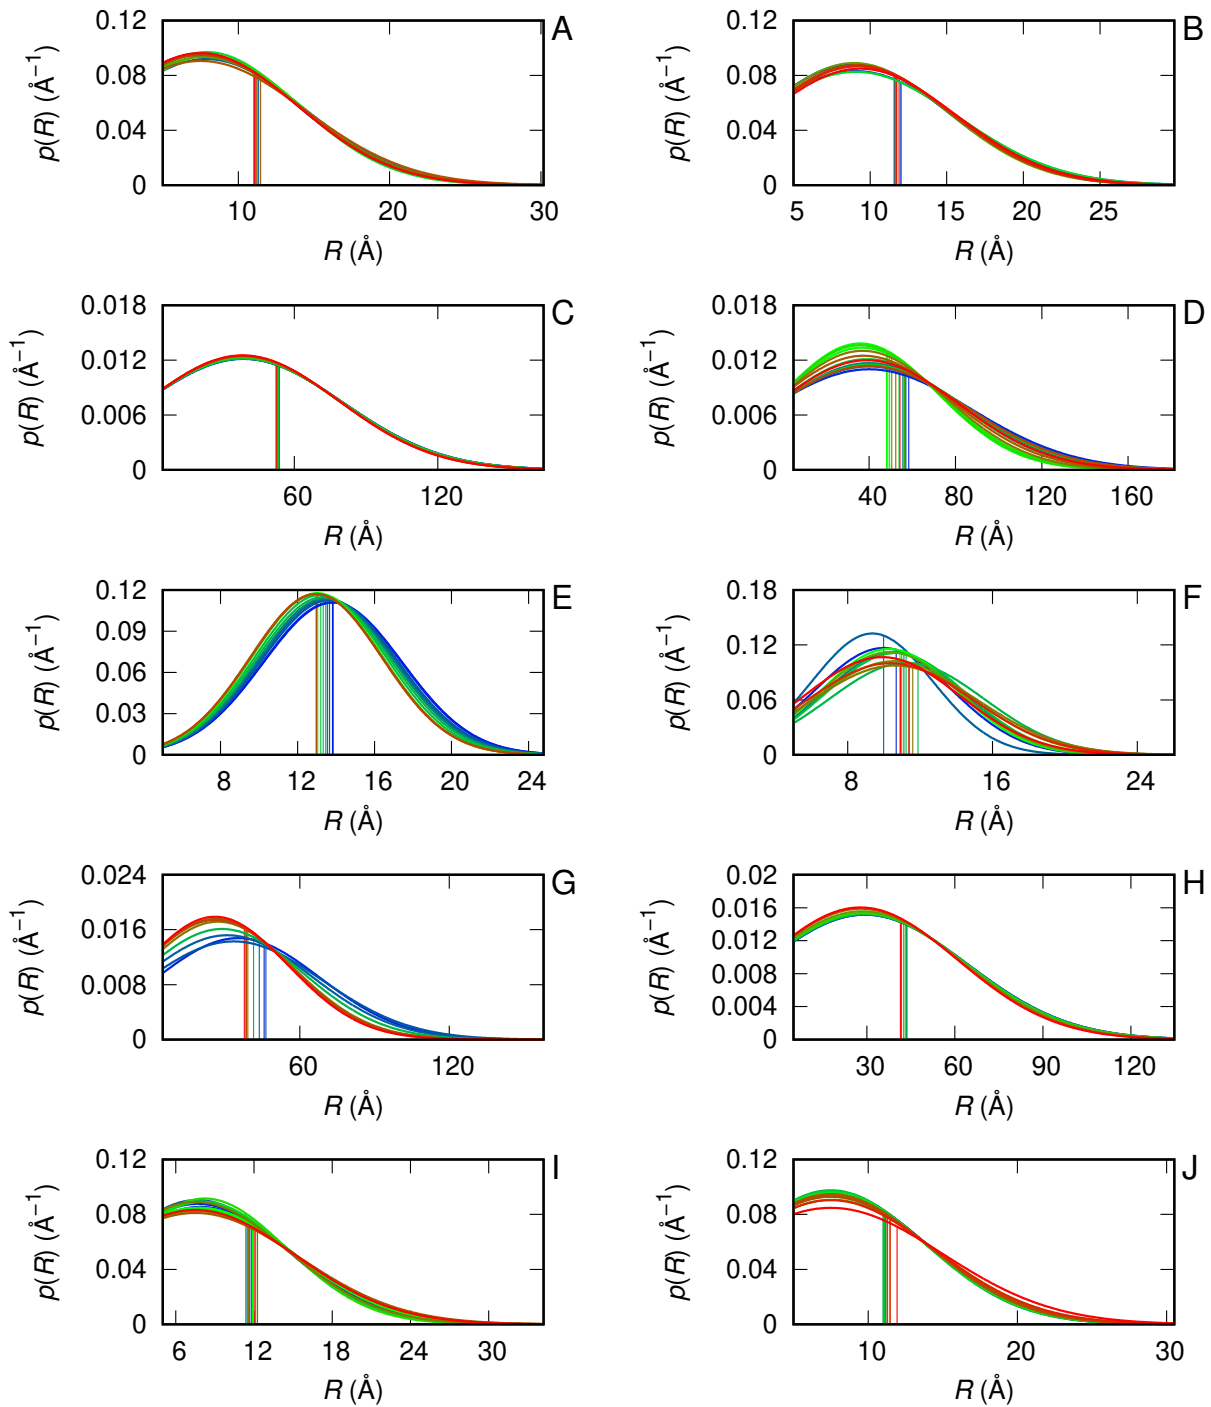 0.12
0.08
0.04
0
p(R) (Å⁻¹)
10 20 30
R (Å)
A
0.12
0.08
0.04
0
p(R) (Å⁻¹)
5 10 15 20 25
R (Å)
B
0.018
0.012
0.006
0
p(R) (Å⁻¹)
60 120
R (Å)
C
0.018
0.012
0.006
0
p(R) (Å⁻¹)
40 80 120 160
R (Å)
D
0.12
0.09
0.06
0.03
0
p(R) (Å⁻¹)
8 12 16 20 24
R (Å)
E
0.18
0.12
0.06
0
p(R) (Å⁻¹)
8 16 24
R (Å)
F
0.024
0.016
0.008
0
p(R) (Å⁻¹)
60 120
R (Å)
G
0.02
0.016
0.012
0.008
0.004
0
p(R) (Å⁻¹)
30 60 90 120
R (Å)
H
0.12
0.08
0.04
0
p(R) (Å⁻¹)
6 12 18 24 30
R (Å)
I
0.12
0.08
0.04
0
p(R) (Å⁻¹)
10 20 30
R (Å)
J